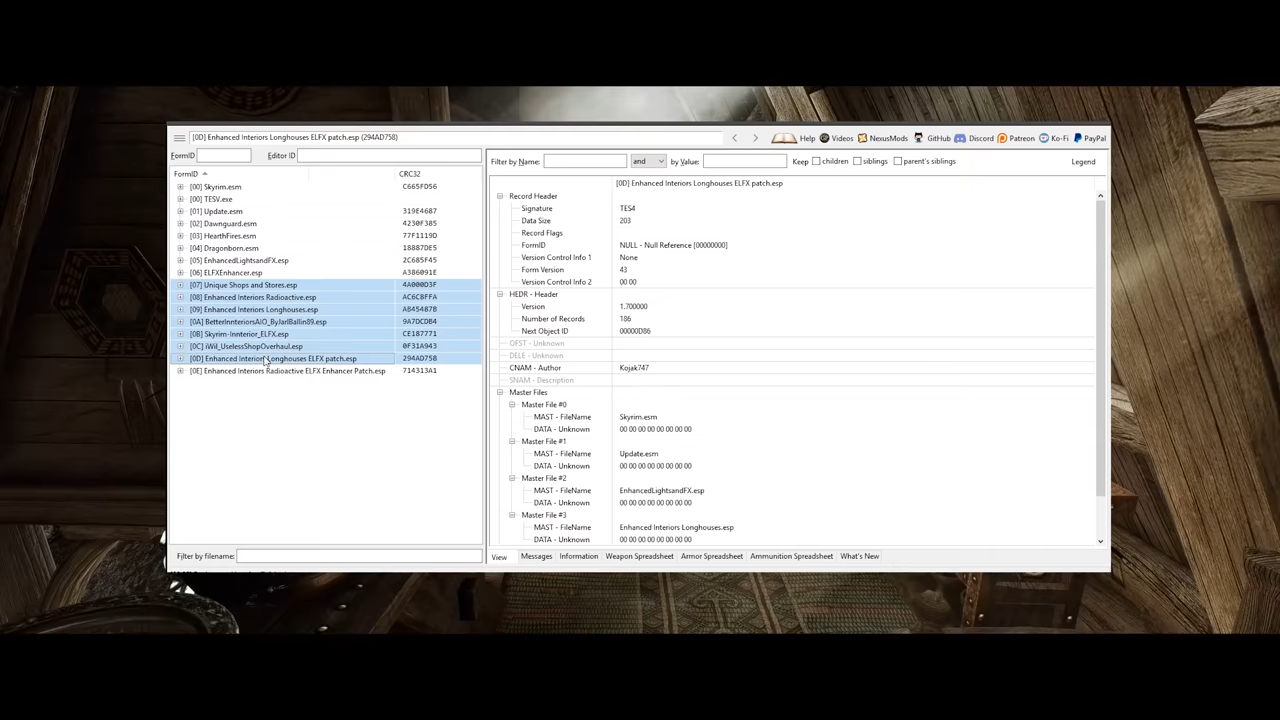 [0D] Enhanced Interiors Longhouses ELFX patch.esp (294AD758)
Help Videos NexusMods GitHub Discord Patreon Ko-Fi PayPal
FormID Editor ID
Filter by Name: and by Value: Keep children siblings parent's siblings Legend
FormID CRC32
[00] Skyrim.esm C665FD56
[00] TESV.exe
[01] Update.esm 319E4687
[02] Dawnguard.esm 4230F385
[03] HearthFires.esm 77F1119D
[04] Dragonborn.esm 18887DE5
[05] EnhancedLightsandFX.esp 2C685F45
[06] ELFXEnhancer.esp A386091E
[07] Unique Shops and Stores.esp 4A000D3F
[08] Enhanced Interiors Radioactive.esp AC6C8FFA
[09] Enhanced Interiors Longhouses.esp AB45487B
[0A] BetterInnteriorsAIO_ByJarlBallin89.esp 9A7DCDB4
[0B] Skyrim-Innterior_ELFX.esp CE187771
[0C] iWil_UselessShopOverhaul.esp 0F31A943
[0D] Enhanced Interiors Longhouses ELFX patch.esp 294AD758
[0E] Enhanced Interiors Radioactive ELFX Enhancer Patch.esp 714313A1
Filter by filename:
[0D] Enhanced Interiors Longhouses ELFX patch.esp
Record Header
Signature TES4
Data Size 203
Record Flags
FormID NULL - Null Reference [00000000]
Version Control Info 1 None
Form Version 43
Version Control Info 2 00 00
HEDR - Header
Version 1.700000
Number of Records 186
Next Object ID 00000D86
OFST - Unknown
DELE - Unknown
CNAM - Author Kojak747
SNAM - Description
Master Files
Master File #0
MAST - FileName Skyrim.esm
DATA - Unknown 00 00 00 00 00 00 00 00
Master File #1
MAST - FileName Update.esm
DATA - Unknown 00 00 00 00 00 00 00 00
Master File #2
MAST - FileName EnhancedLightsandFX.esp
DATA - Unknown 00 00 00 00 00 00 00 00
Master File #3
MAST - FileName Enhanced Interiors Longhouses.esp
DATA - Unknown 00 00 00 00 00 00 00 00
View Messages Information Weapon Spreadsheet Armor Spreadsheet Ammunition Spreadsheet What's New